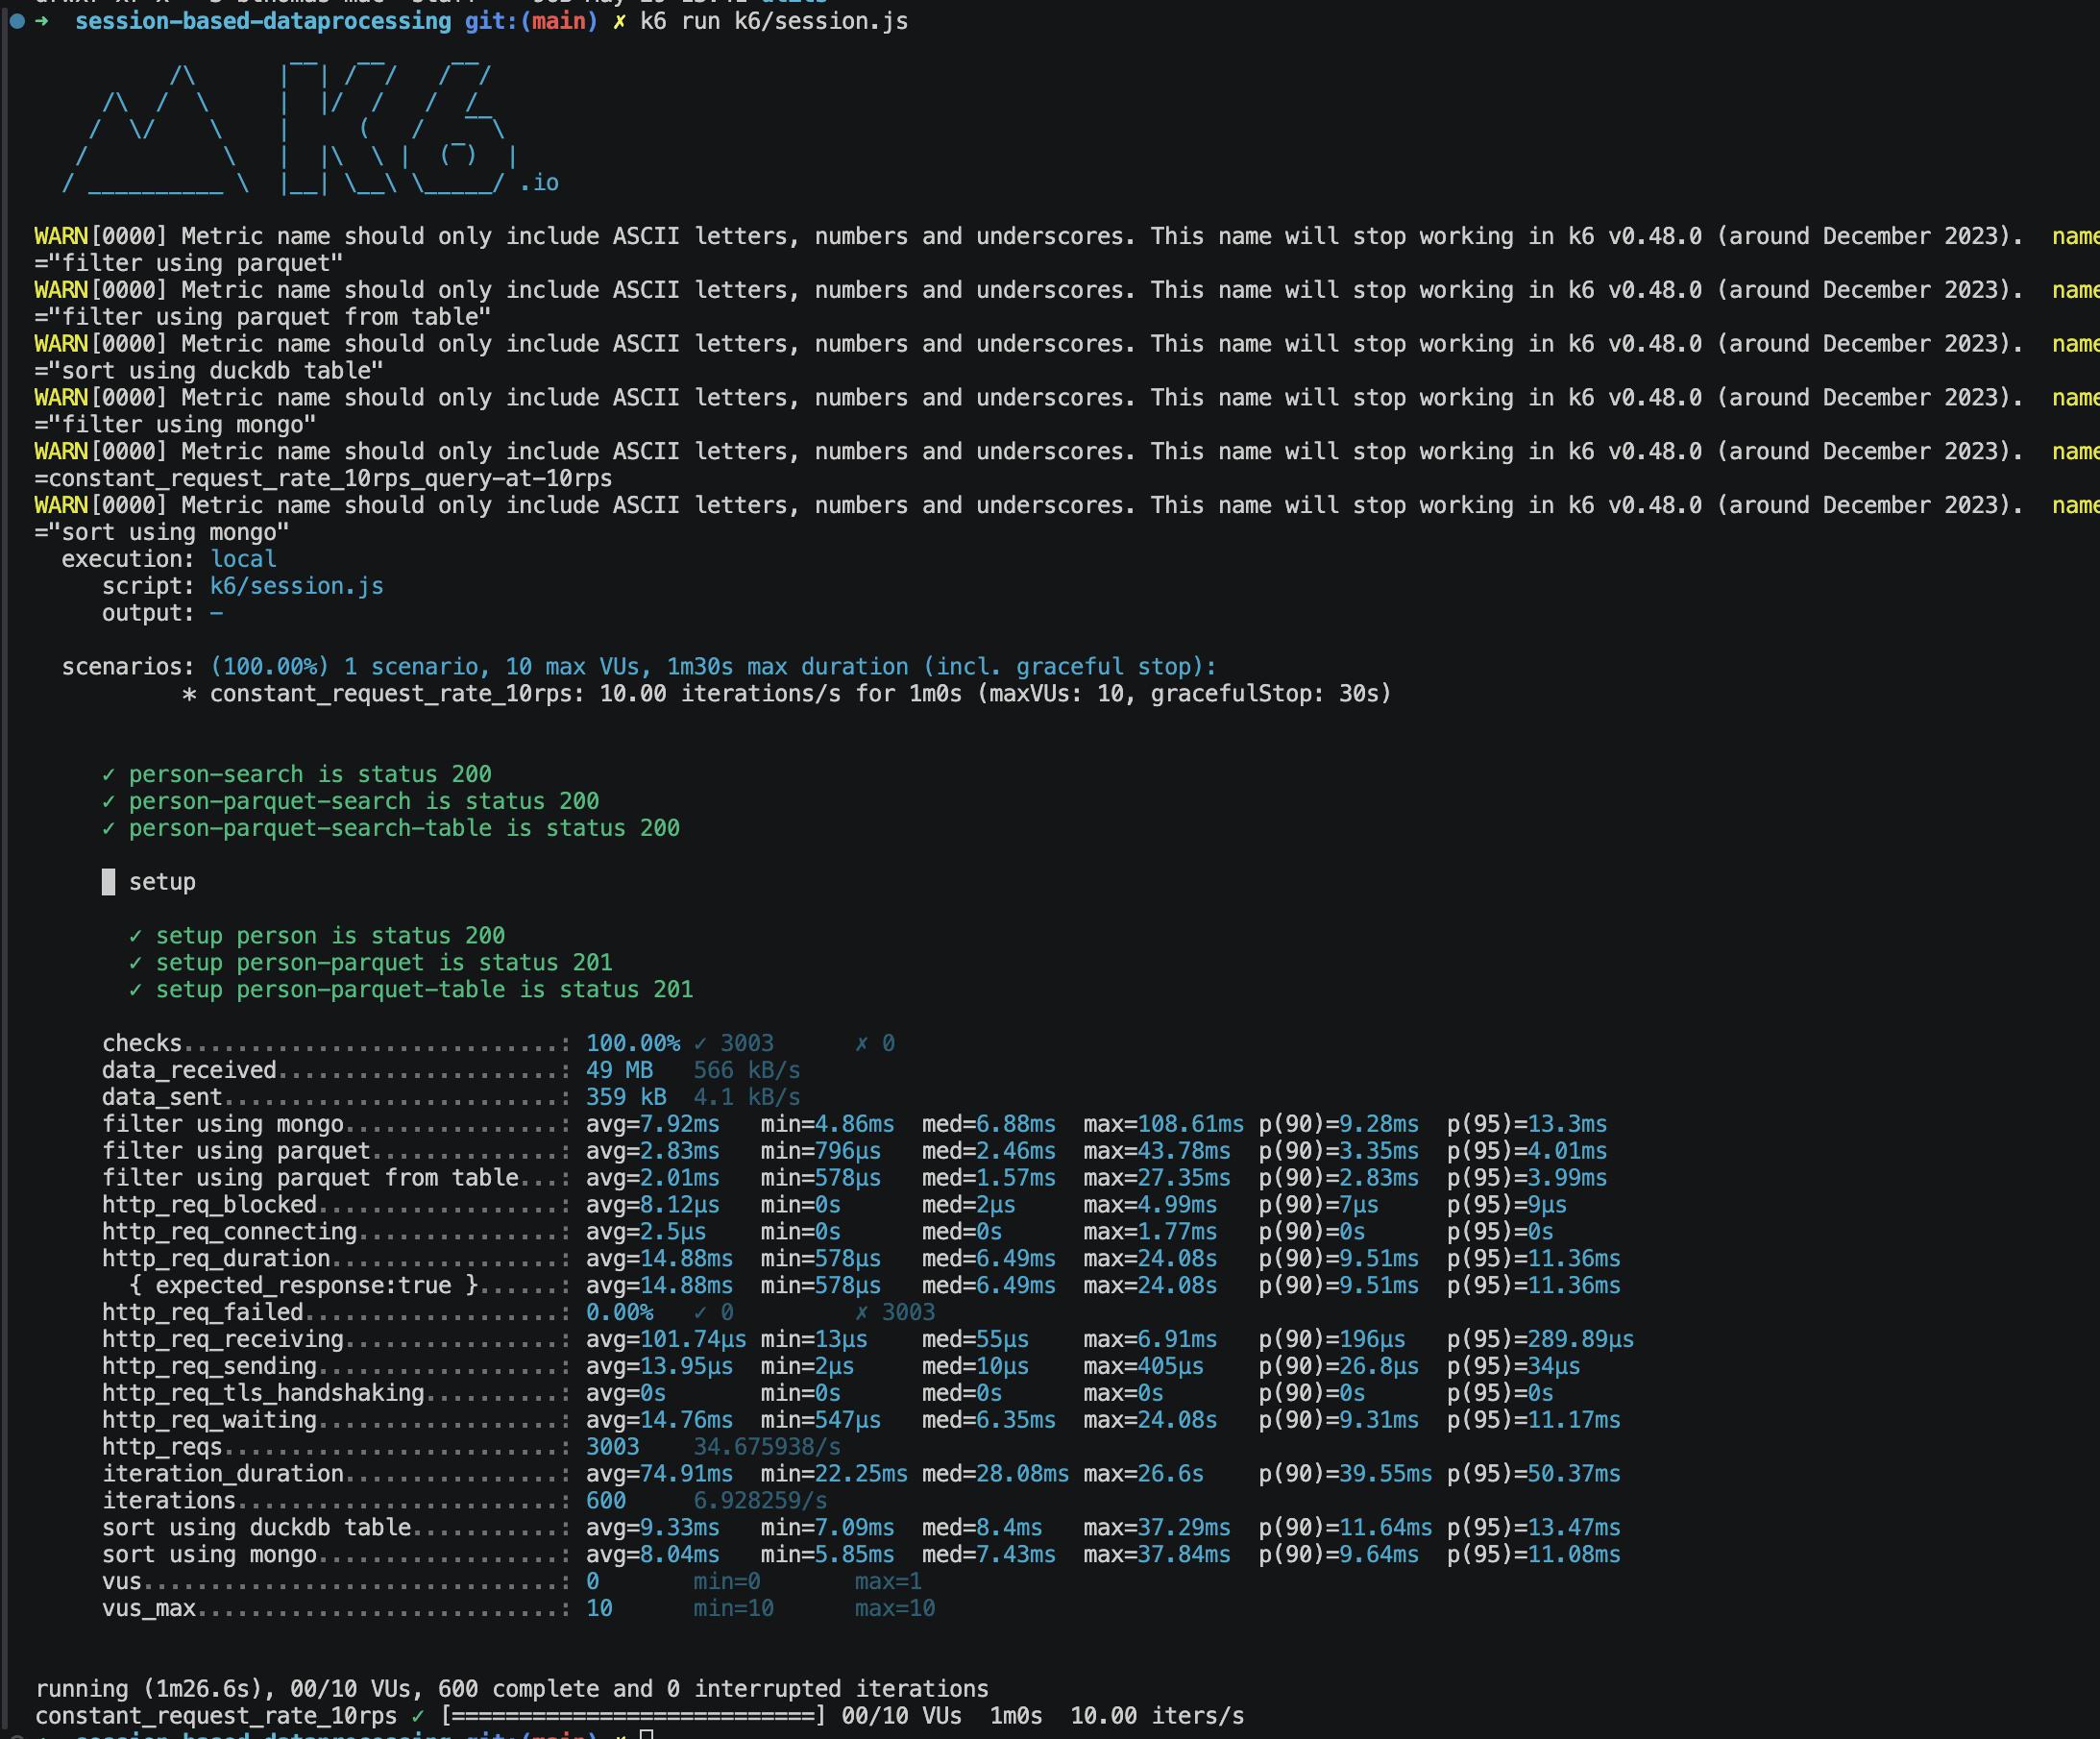 ➜  session-based-dataprocessing git:(main) ✗ k6 run k6/session.js
          /\      |‾‾| /‾‾/   /‾‾/
     /\  /  \     |  |/  /   /  /
    /  \/    \    |     (   /   ‾‾\
   /          \   |  |\  \ |  (‾)  |
  / __________ \  |__| \__\ \_____/ .io
WARN[0000] Metric name should only include ASCII letters, numbers and underscores. This name will stop working in k6 v0.48.0 (around December 2023).  name
="filter using parquet"
WARN[0000] Metric name should only include ASCII letters, numbers and underscores. This name will stop working in k6 v0.48.0 (around December 2023).  name
="filter using parquet from table"
WARN[0000] Metric name should only include ASCII letters, numbers and underscores. This name will stop working in k6 v0.48.0 (around December 2023).  name
="sort using duckdb table"
WARN[0000] Metric name should only include ASCII letters, numbers and underscores. This name will stop working in k6 v0.48.0 (around December 2023).  name
="filter using mongo"
WARN[0000] Metric name should only include ASCII letters, numbers and underscores. This name will stop working in k6 v0.48.0 (around December 2023).  name
=constant_request_rate_10rps_query-at-10rps
WARN[0000] Metric name should only include ASCII letters, numbers and underscores. This name will stop working in k6 v0.48.0 (around December 2023).  name
="sort using mongo"
execution: local
script: k6/session.js
output: -
scenarios: (100.00%) 1 scenario, 10 max VUs, 1m30s max duration (incl. graceful stop):
* constant_request_rate_10rps: 10.00 iterations/s for 1m0s (maxVUs: 10, gracefulStop: 30s)
✓ person-search is status 200
✓ person-parquet-search is status 200
✓ person-parquet-search-table is status 200
█ setup
✓ setup person is status 200
✓ setup person-parquet is status 201
✓ setup person-parquet-table is status 201
checks............................: 100.00% ✓ 3003      ✗ 0
data_received.....................: 49 MB   566 kB/s
data_sent.........................: 359 kB  4.1 kB/s
filter using mongo................: avg=7.92ms   min=4.86ms  med=6.88ms  max=108.61ms p(90)=9.28ms  p(95)=13.3ms
filter using parquet..............: avg=2.83ms   min=796µs   med=2.46ms  max=43.78ms  p(90)=3.35ms  p(95)=4.01ms
filter using parquet from table...: avg=2.01ms   min=578µs   med=1.57ms  max=27.35ms  p(90)=2.83ms  p(95)=3.99ms
http_req_blocked..................: avg=8.12µs   min=0s      med=2µs     max=4.99ms   p(90)=7µs     p(95)=9µs
http_req_connecting...............: avg=2.5µs    min=0s      med=0s      max=1.77ms   p(90)=0s      p(95)=0s
http_req_duration.................: avg=14.88ms  min=578µs   med=6.49ms  max=24.08s   p(90)=9.51ms  p(95)=11.36ms
{ expected_response:true }......: avg=14.88ms  min=578µs   med=6.49ms  max=24.08s   p(90)=9.51ms  p(95)=11.36ms
http_req_failed...................: 0.00%   ✓ 0         ✗ 3003
http_req_receiving................: avg=101.74µs min=13µs    med=55µs    max=6.91ms   p(90)=196µs   p(95)=289.89µs
http_req_sending..................: avg=13.95µs  min=2µs     med=10µs    max=405µs    p(90)=26.8µs  p(95)=34µs
http_req_tls_handshaking..........: avg=0s       min=0s      med=0s      max=0s       p(90)=0s      p(95)=0s
http_req_waiting..................: avg=14.76ms  min=547µs   med=6.35ms  max=24.08s   p(90)=9.31ms  p(95)=11.17ms
http_reqs.........................: 3003    34.675938/s
iteration_duration................: avg=74.91ms  min=22.25ms med=28.08ms max=26.6s    p(90)=39.55ms p(95)=50.37ms
iterations........................: 600     6.928259/s
sort using duckdb table...........: avg=9.33ms   min=7.09ms  med=8.4ms   max=37.29ms  p(90)=11.64ms p(95)=13.47ms
sort using mongo..................: avg=8.04ms   min=5.85ms  med=7.43ms  max=37.84ms  p(90)=9.64ms  p(95)=11.08ms
vus...............................: 0       min=0       max=1
vus_max...........................: 10      min=10      max=10
running (1m26.6s), 00/10 VUs, 600 complete and 0 interrupted iterations
constant_request_rate_10rps ✓ [===========================] 00/10 VUs  1m0s  10.00 iters/s
session-based-dataprocessing git:(main) ✗